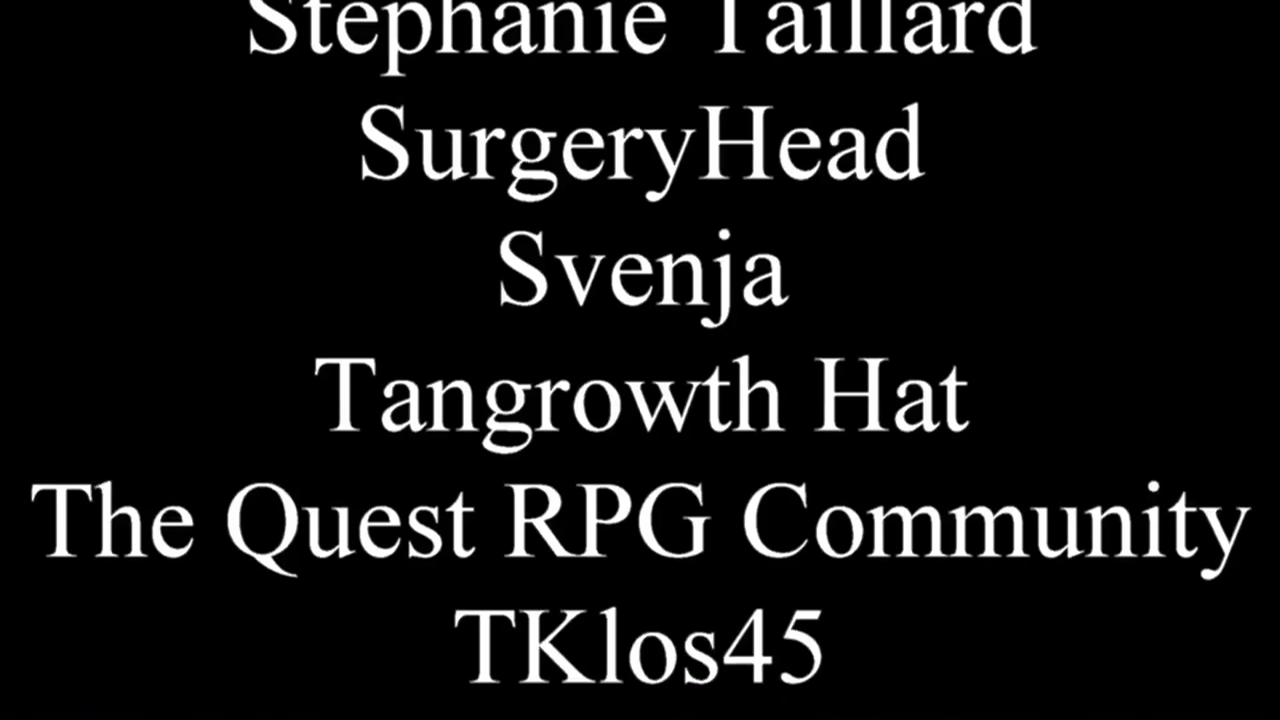 Stephanie Taillard
SurgeryHead
Svenja
Tangrowth Hat
The Quest RPG Community
TKlos45